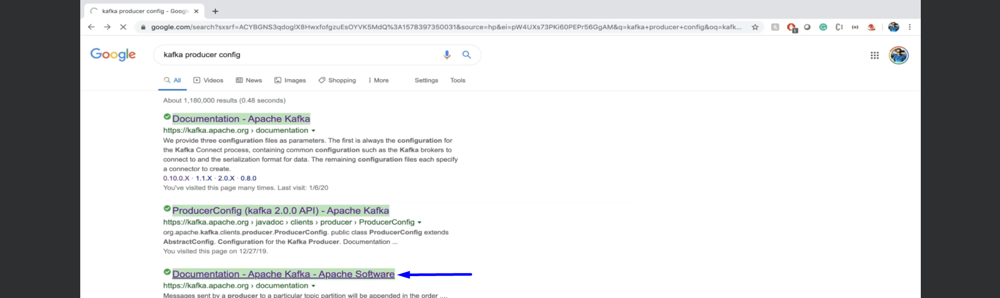 kafka producer config - Googl
google.com/search?sxsrf=ACYBGNS3qdoglX8HwxfofgzuEsOYVK5MdQ%3A1578397350031&source=hp&ei=pW4UXs73PKi60PEPr56GgAM&q=kafka+producer+config&oq=kafk...
1
Google
kafka producer config
All Videos News Images Shopping More Settings Tools
About 1,180,000 results (0.48 seconds)
Documentation - Apache Kafka
https://kafka.apache.org › documentation
We provide three configuration files as parameters. The first is always the configuration for
the Kafka Connect process, containing common configuration such as the Kafka brokers to
connect to and the serialization format for data. The remaining configuration files each specify
a connector to create.
0.10.0.X · 1.1.X · 2.0.X · 0.8.0
You've visited this page many times. Last visit: 1/6/20
ProducerConfig (kafka 2.0.0 API) - Apache Kafka
https://kafka.apache.org › javadoc › clients › producer › ProducerConfig
org.apache.kafka.clients.producer.ProducerConfig. public class ProducerConfig extends
AbstractConfig. Configuration for the Kafka Producer. Documentation ...
You visited this page on 12/27/19.
Documentation - Apache Kafka - Apache Software
https://kafka.apache.org › documentation
Messages sent by a producer to a particular topic partition will be appended in the order ....